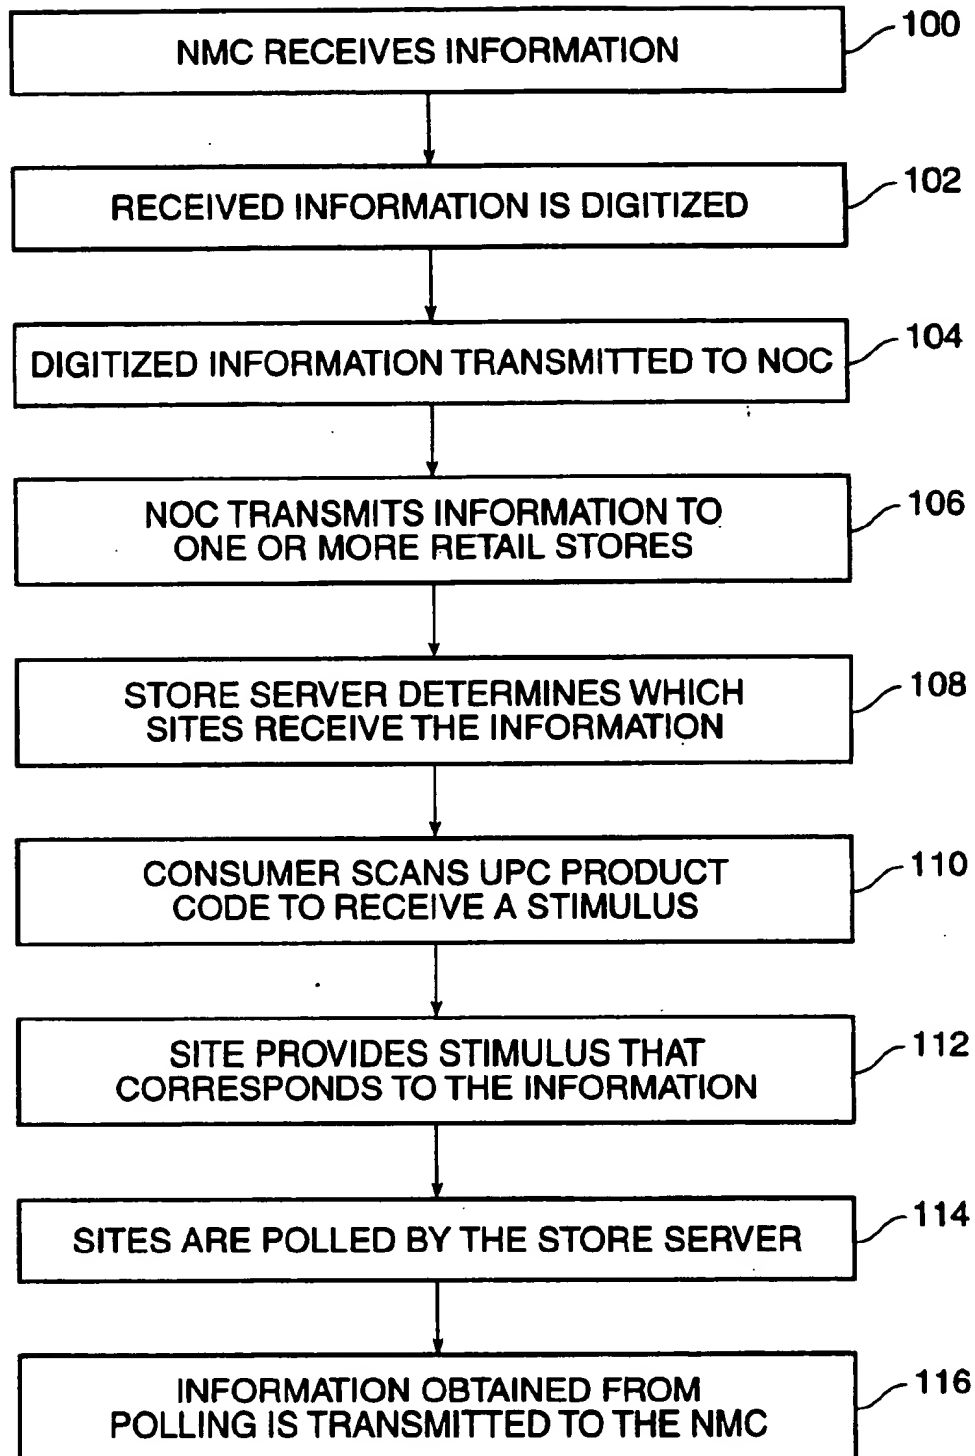 NMC RECEIVES INFORMATION
100
RECEIVED INFORMATION IS DIGITIZED
102
DIGITIZED INFORMATION TRANSMITTED TO NOC
104
NOC TRANSMITS INFORMATION TO
ONE OR MORE RETAIL STORES
106
STORE SERVER DETERMINES WHICH
SITES RECEIVE THE INFORMATION
108
CONSUMER SCANS UPC PRODUCT
CODE TO RECEIVE A STIMULUS
110
SITE PROVIDES STIMULUS THAT
CORRESPONDS TO THE INFORMATION
112
SITES ARE POLLED BY THE STORE SERVER
114
INFORMATION OBTAINED FROM
POLLING IS TRANSMITTED TO THE NMC
116